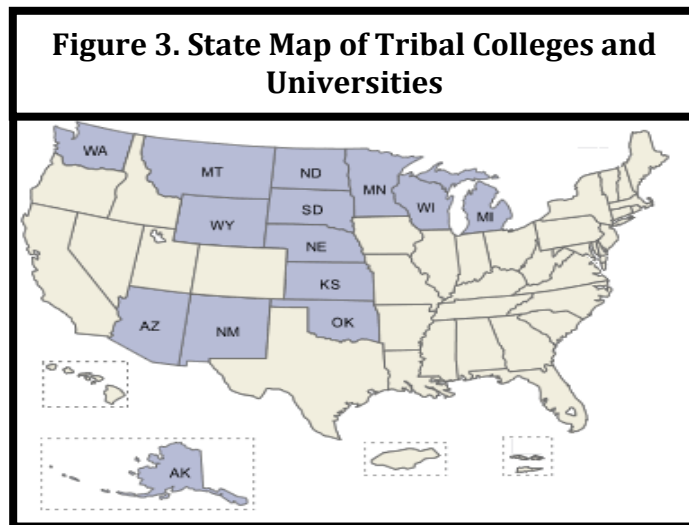 Figure 3. State Map of Tribal Colleges and
Universities
WA
MT
ND
MN
WI
MI
SD
WY
NE
KS
AZ
NM
OK
AK